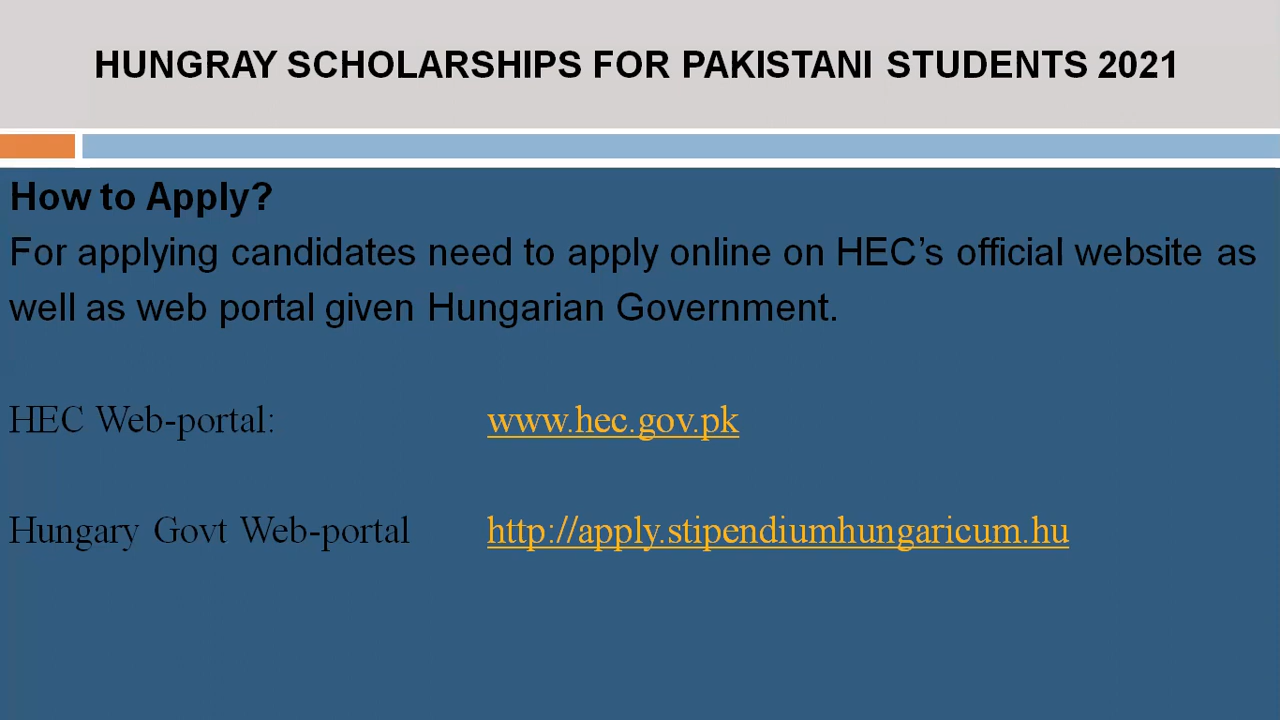 HUNGRAY SCHOLARSHIPS FOR PAKISTANI STUDENTS 2021
How to Apply?
For applying candidates need to apply online on HEC’s official website as
well as web portal given Hungarian Government.
HEC Web-portal: www.hec.gov.pk
Hungary Govt Web-portal http://apply.stipendiumhungaricum.hu